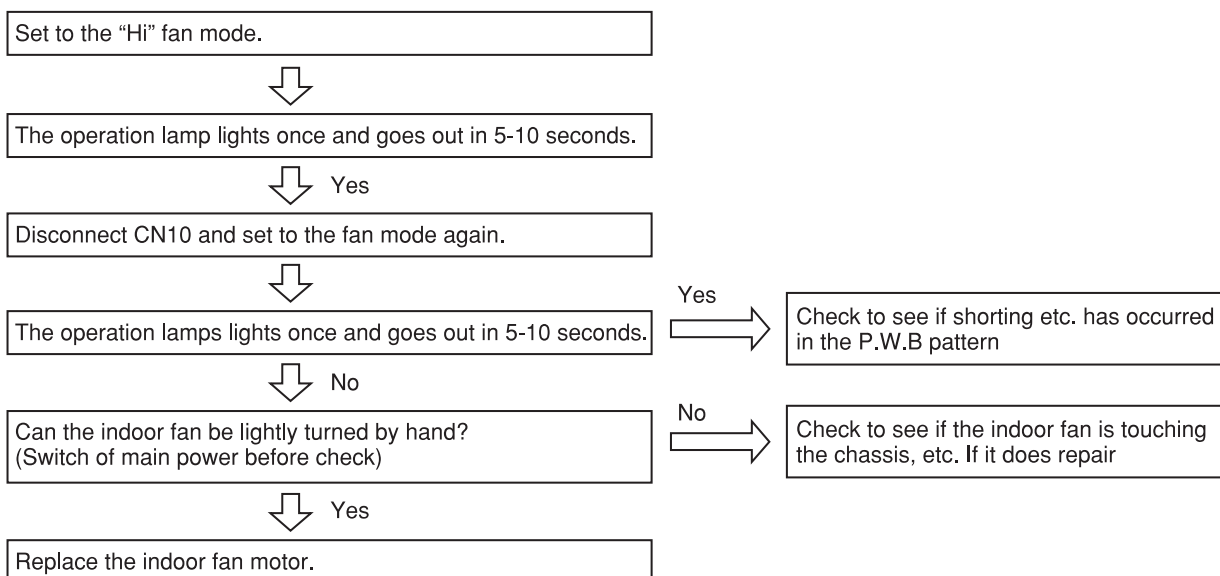 Set to the “Hi” fan mode.
The operation lamp lights once and goes out in 5-10 seconds.
Yes
Disconnect CN10 and set to the fan mode again.
The operation lamps lights once and goes out in 5-10 seconds.
Yes
Check to see if shorting etc. has occurred
in the P.W.B pattern
No
Can the indoor fan be lightly turned by hand?
(Switch of main power before check)
No
Check to see if the indoor fan is touching
the chassis, etc. If it does repair
Yes
Replace the indoor fan motor.